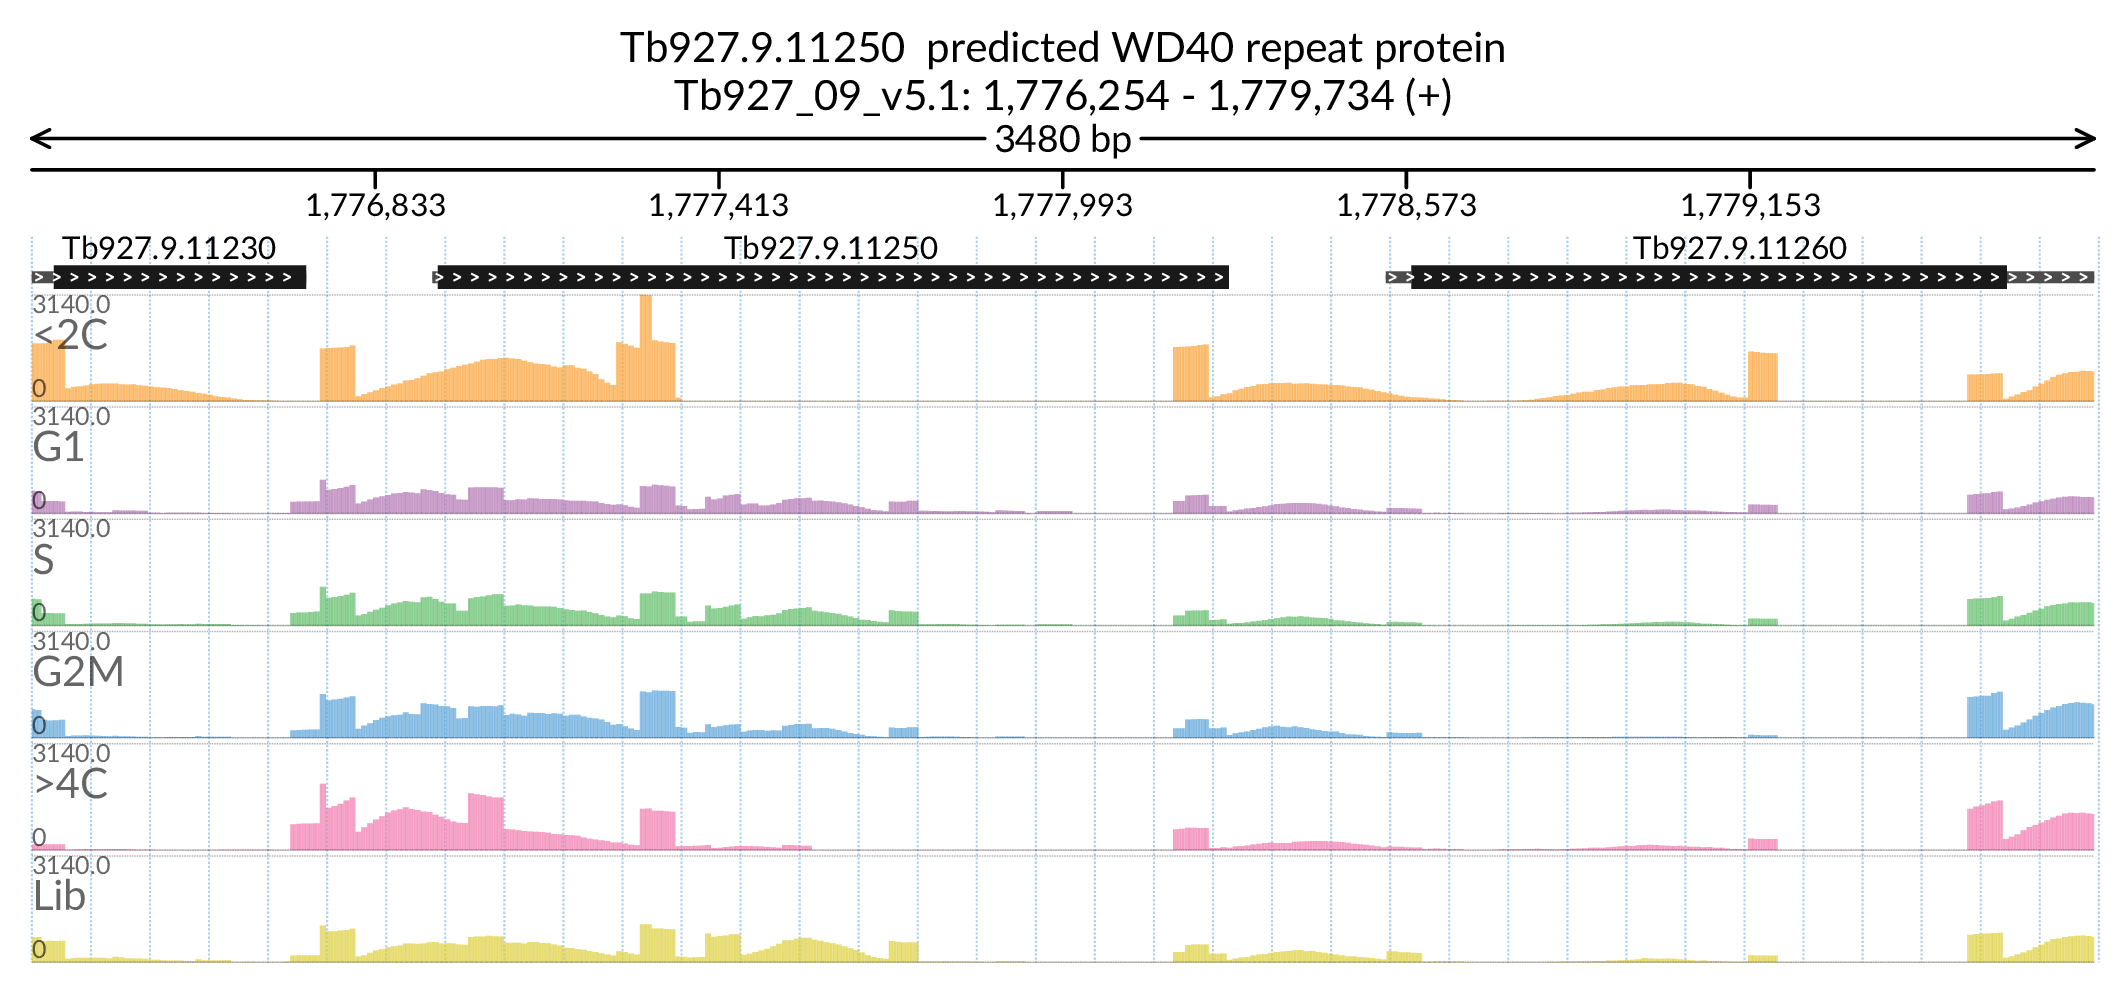 Tb927.9.11250  predicted WD40 repeat protein
Tb927_09_v5.1: 1,776,254 - 1,779,734 (+)
3480 bp
1,776,833 1,777,413 1,777,993 1,778,573 1,779,153
Tb927.9.11230 Tb927.9.11250 Tb927.9.11260
3140.0
<2C
0
3140.0
G1
0
3140.0
S
0
3140.0
G2M
0
3140.0
>4C
0
3140.0
Lib
0